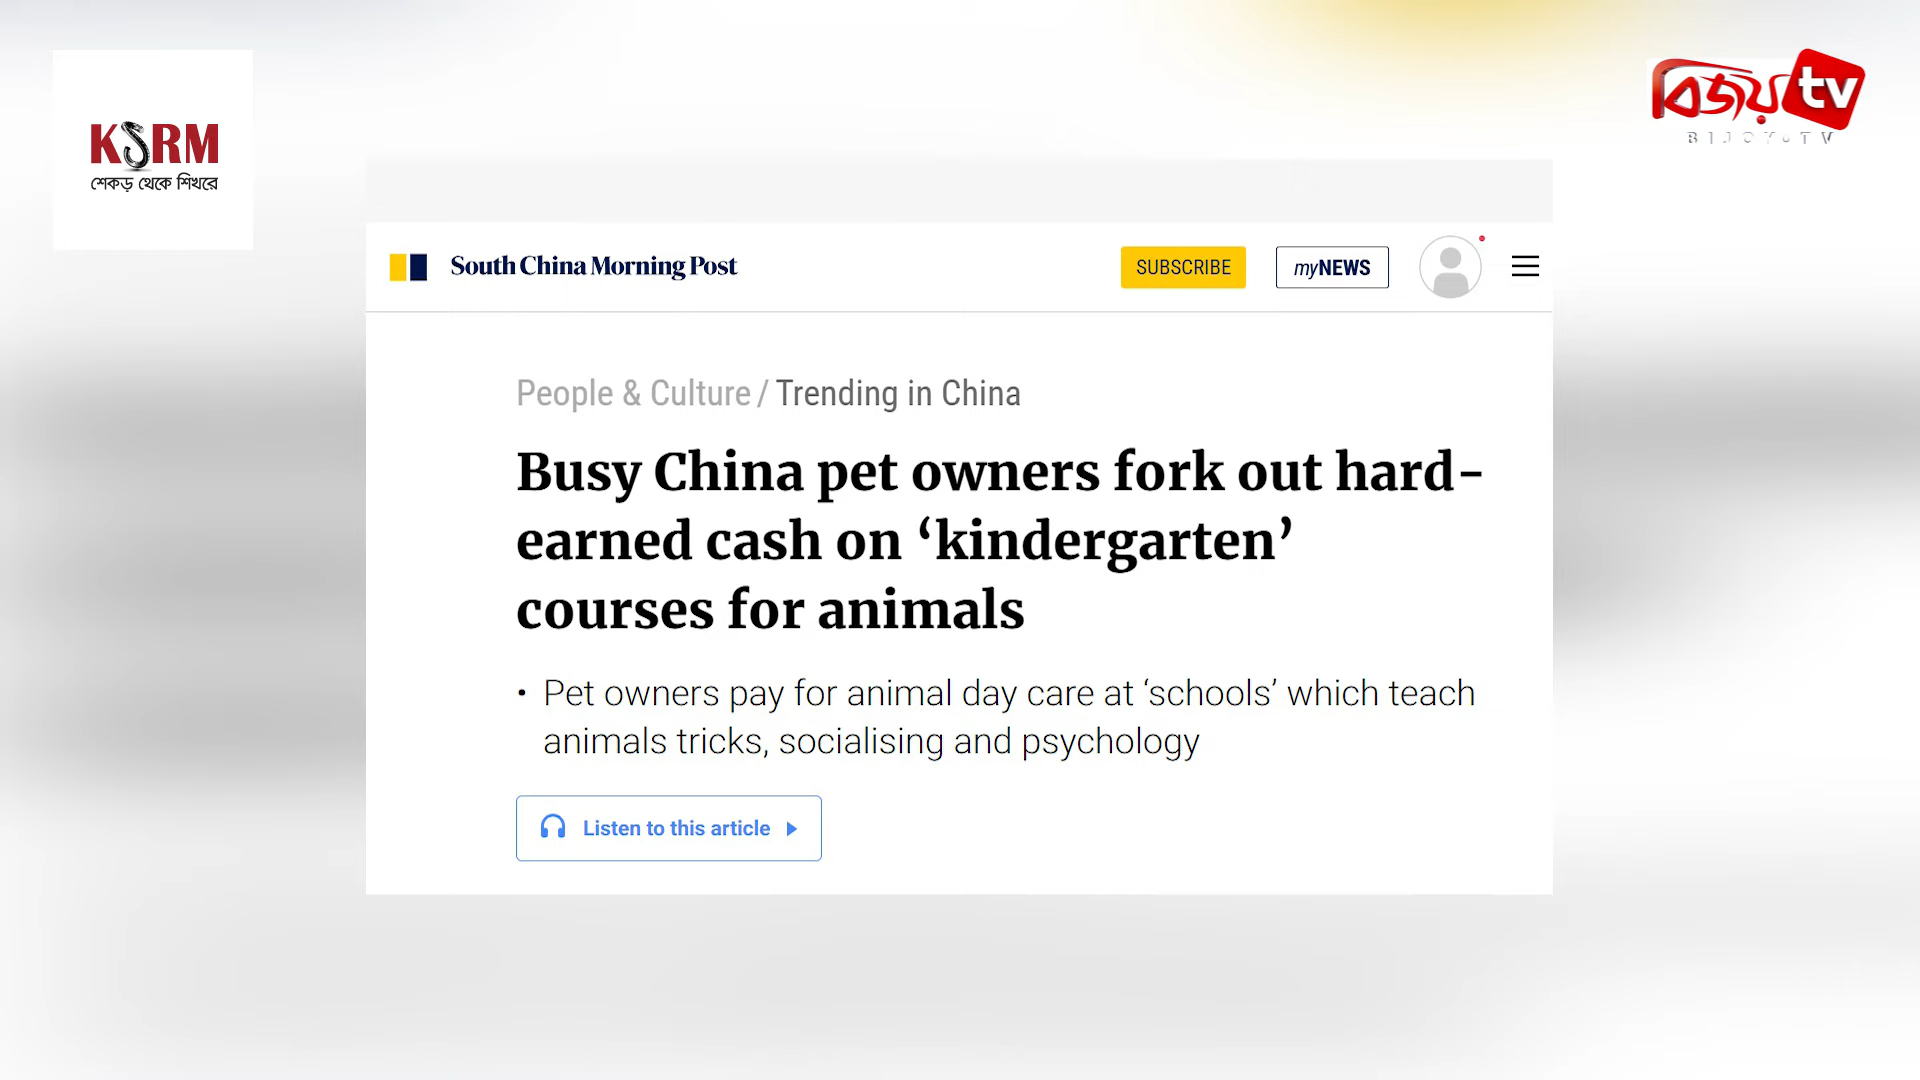 KSRM
শেকড় থেকে শিখরে
বিজয় tv
BIJOY TV
South China Morning Post
SUBSCRIBE
myNEWS
People & Culture / Trending in China
Busy China pet owners fork out hard-
earned cash on ‘kindergarten’
courses for animals
• Pet owners pay for animal day care at ‘schools’ which teach
animals tricks, socialising and psychology
Listen to this article